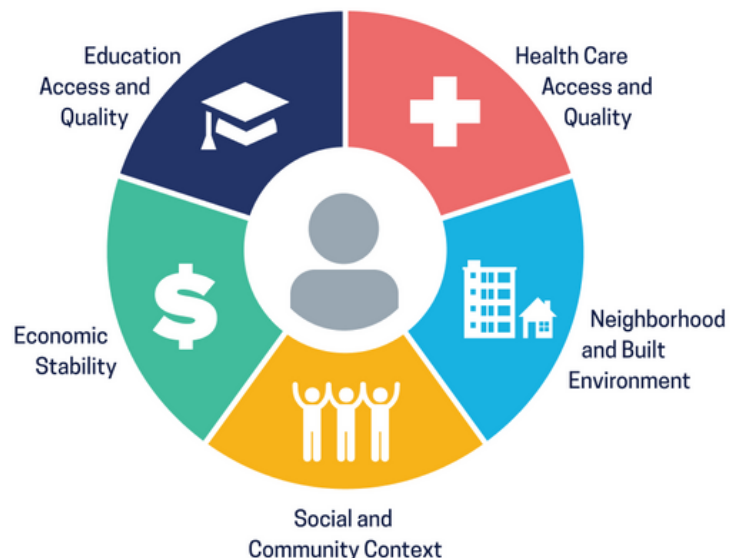 Education
Access and
Quality
Health Care
Access and
Quality
$
Economic
Stability
Neighborhood
and Built
Environment
Social and
Community Context